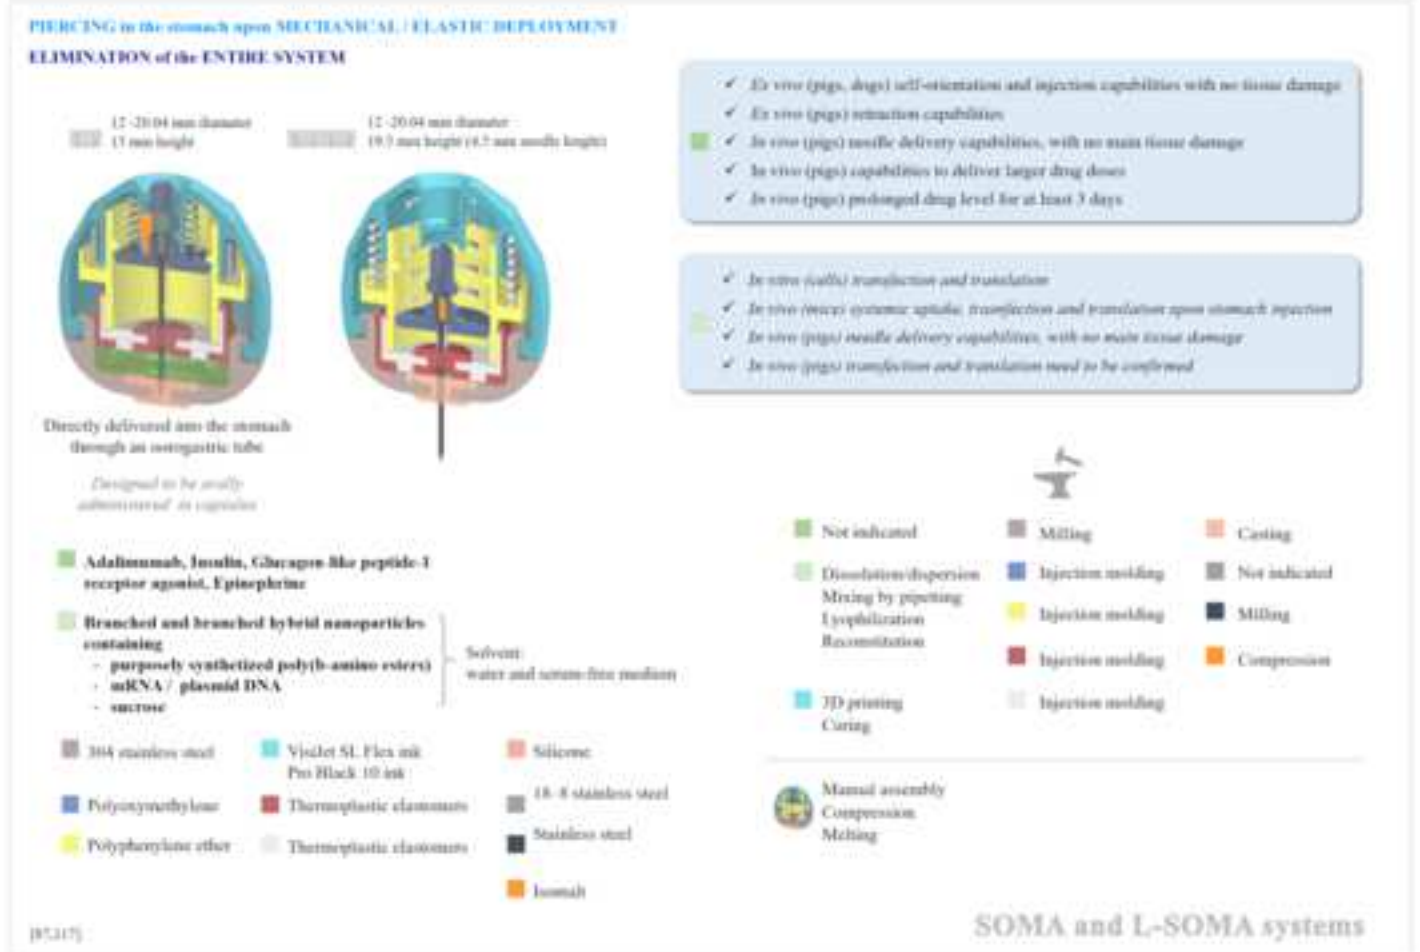 PIERCING in the stomach upon MECHANICAL / ELASTIC DEPLOYMENT
ELIMINATION of the ENTIRE SYSTEM
12 -20.04 mm diameter
15 mm height
12 -20.04 mm diameter
19.5 mm height (4.5 mm needle height)
Directly delivered into the stomach
through an orogastric tube
Designed to be orally
administered in capsules
Adalimumab, Insulin, Glucagon-like peptide-1
receptor agonist, Epinephrine
Branched and branched hybrid nanoparticles
containing
- purposely synthetized poly(b-amino esters)
- mRNA / plasmid DNA
- sucrose
Solvent:
water and serum-free medium
304 stainless steel
Polyoxymethylene
Polyphenylene ether
VisiJet SL Flex ink
Pro Black 10 ink
Thermoplastic elastomers
Thermoplastic elastomers
Silicone
18-8 stainless steel
Stainless steel
Isomalt
✓ Ex vivo (pigs, dogs) self-orientation and injection capabilities with no tissue damage
✓ Ex vivo (pigs) retraction capabilities
✓ In vivo (pigs) needle delivery capabilities, with no main tissue damage
✓ In vivo (pigs) capabilities to deliver larger drug doses
✓ In vivo (pigs) prolonged drug level for at least 3 days
✓ In vitro (cells) transfection and translation
✓ In vivo (mice) systemic uptake, transfection and translation upon stomach injection
✓ In vivo (pigs) needle delivery capabilities, with no main tissue damage
✓ In vivo (pigs) transfection and translation need to be confirmed
Not indicated
Dissolution/dispersion
Mixing by pipetting
Lyophilization
Reconstitution
3D printing
Curing
Milling
Injection molding
Injection molding
Injection molding
Injection molding
Casting
Not indicated
Milling
Compression
Manual assembly
Compression
Melting
SOMA and L-SOMA systems
[87,117]